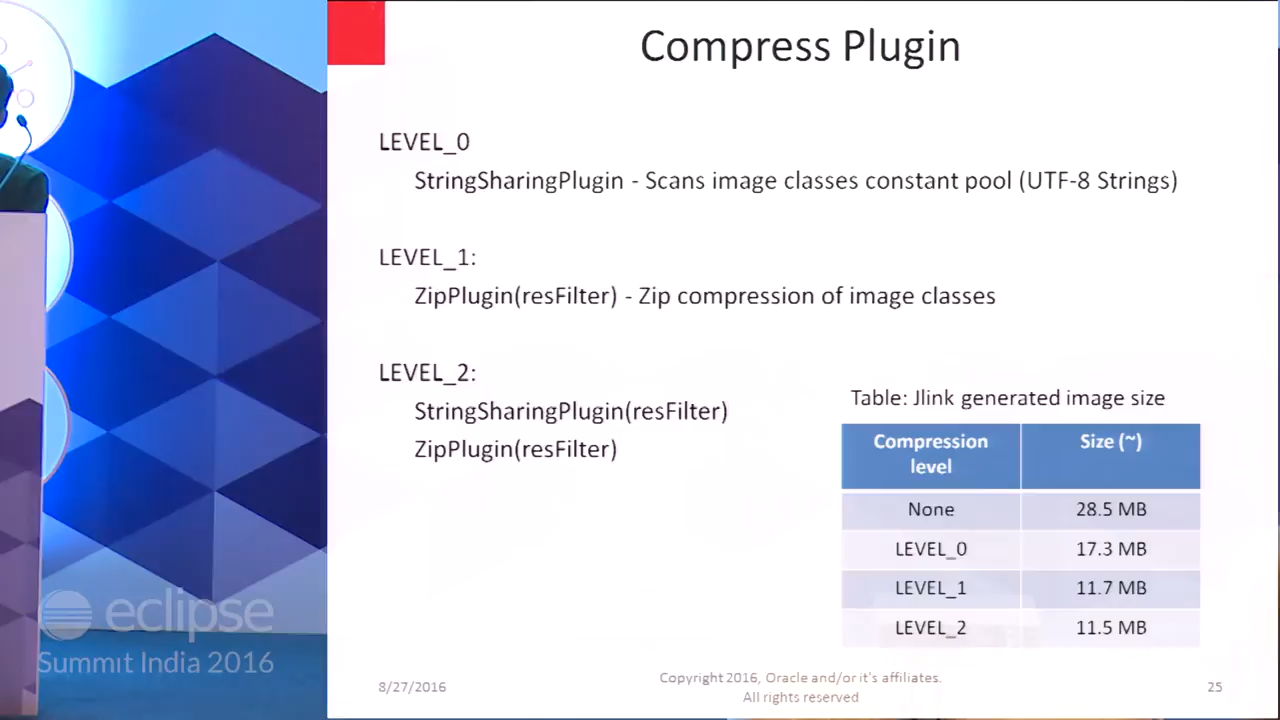 Compress Plugin
LEVEL_0
StringSharingPlugin - Scans image classes constant pool (UTF-8 Strings)
LEVEL_1:
ZipPlugin(resFilter) - Zip compression of image classes
LEVEL_2:
StringSharingPlugin(resFilter)
ZipPlugin(resFilter)
Table: Jlink generated image size
Compression level Size (~)
None 28.5 MB
LEVEL_0 17.3 MB
LEVEL_1 11.7 MB
LEVEL_2 11.5 MB
8/27/2016
Copyright 2016, Oracle and/or it's affiliates.
All rights reserved
25
eclipse
Summit India 2016